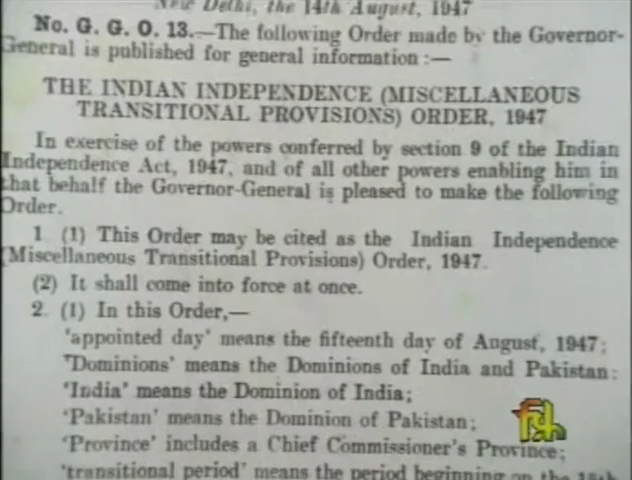 New Delhi, the 14th August, 1947
No. G. G. O. 13.—The following Order made by the Governor-
General is published for general information :—
THE INDIAN INDEPENDENCE (MISCELLANEOUS
TRANSITIONAL PROVISIONS) ORDER, 1947
In exercise of the powers conferred by section 9 of the Indian
Independence Act, 1947, and of all other powers enabling him in
that behalf the Governor-General is pleased to make the following
Order.
1 (1) This Order may be cited as the Indian Independence
(Miscellaneous Transitional Provisions) Order, 1947.
(2) It shall come into force at once.
2. (1) In this Order,—
'appointed day' means the fifteenth day of August, 1947;
'Dominions' means the Dominions of India and Pakistan:
'India' means the Dominion of India;
'Pakistan' means the Dominion of Pakistan;
'Province' includes a Chief Commissioner's Province;
'transitional period' means the period beginning on the 15th